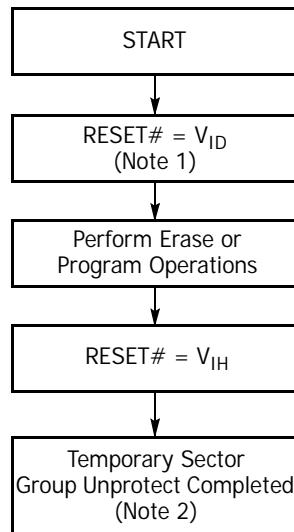 START
RESET# = VID
(Note 1)
Perform Erase or
Program Operations
RESET# = VIH
Temporary Sector
Group Unprotect Completed
(Note 2)